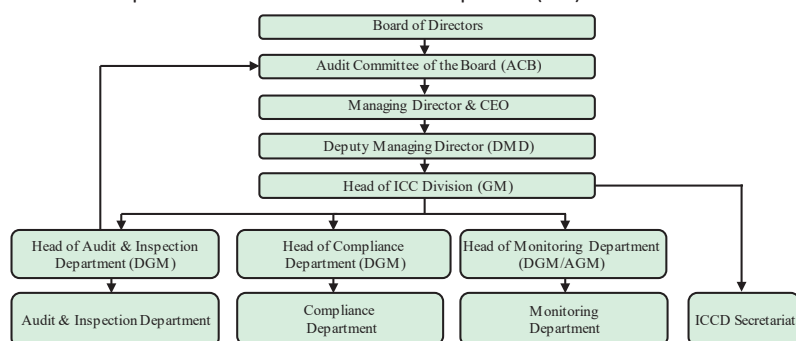 Board of Directors
Audit Committee of the Board (ACB)
Managing Director & CEO
Deputy Managing Director (DMD)
Head of ICC Division (GM)
Head of Audit & Inspection
Department (DGM)
Head of Compliance
Department (DGM)
Head of Monitoring Department
(DGM/AGM)
Audit & Inspection Department
Compliance
Department
Monitoring
Department
ICCD Secretariat